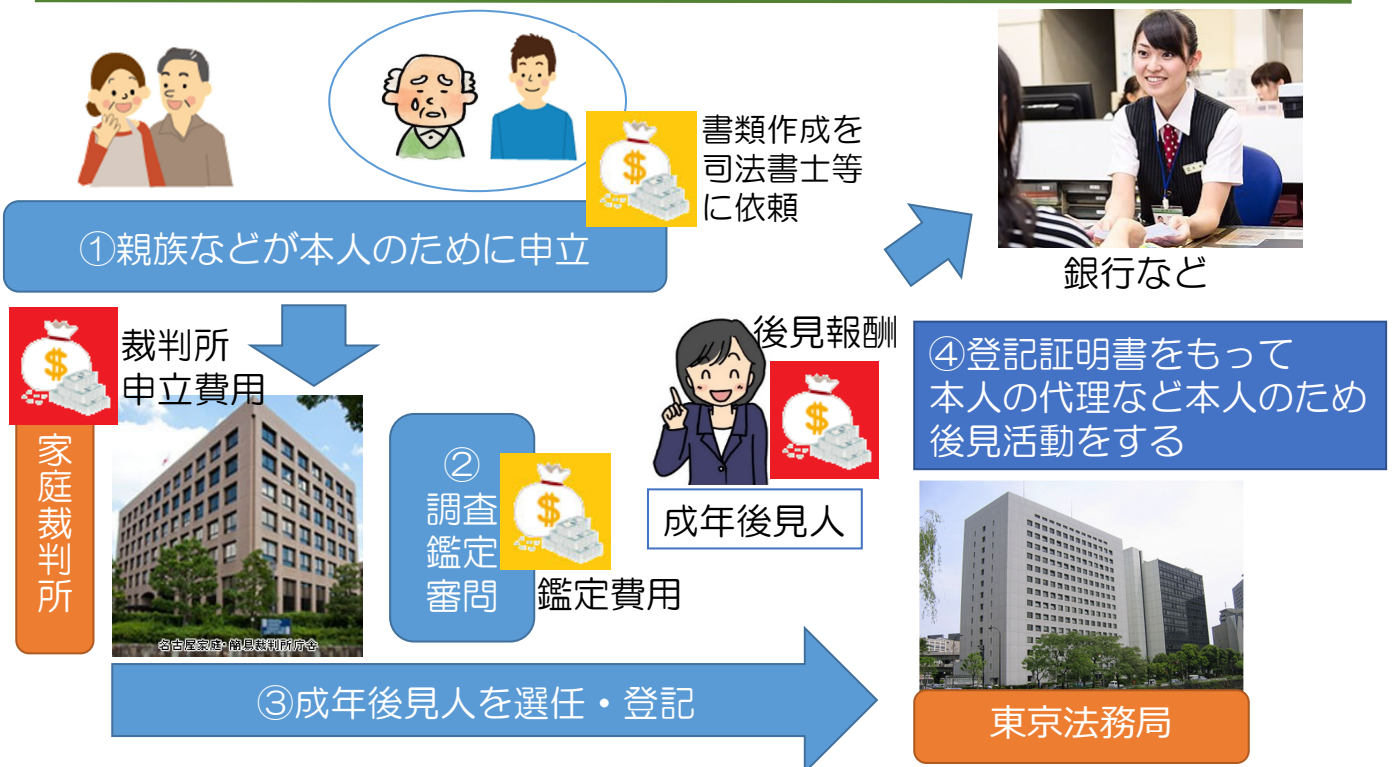 書類作成を
司法書士等
に依頼
①親族などが本人のために申立
銀行など
裁判所
申立費用
後見報酬
④登記証明書をもって
本人の代理など本人のため
後見活動をする
家庭裁判所
②
調査
鑑定
審問
鑑定費用
成年後見人
名古屋家庭・簡易裁判所庁舎
③成年後見人を選任・登記
東京法務局
$
$
$
$